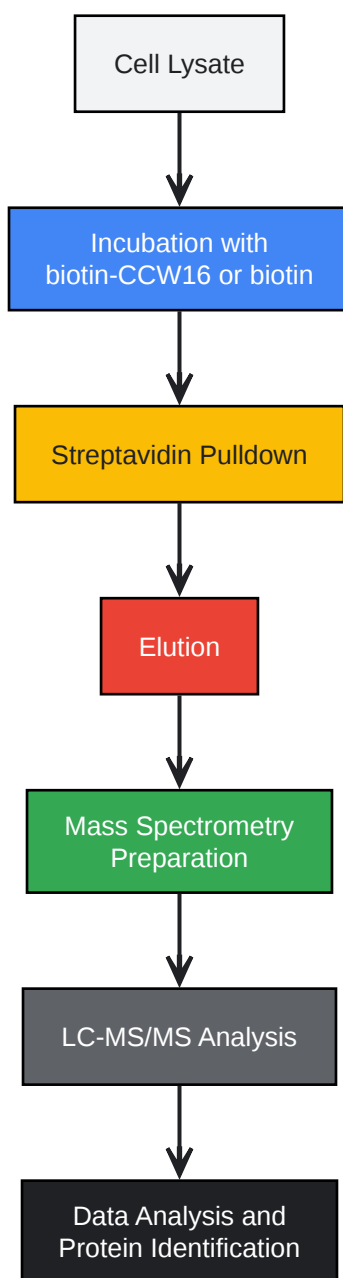 Cell Lysate
Incubation with
biotin-CCW16 or biotin
Streptavidin Pulldown
Elution
Mass Spectrometry
Preparation
LC-MS/MS Analysis
Data Analysis and
Protein Identification